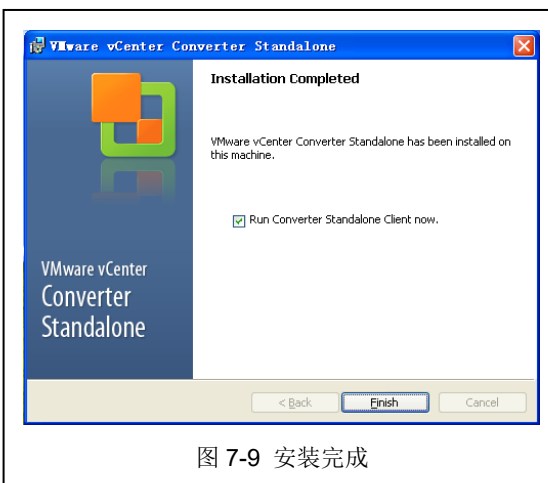 VMware vCenter Converter Standalone
Installation Completed
VMware vCenter Converter Standalone has been installed on
this machine.
Run Converter Standalone Client now.
VMware vCenter
Converter
Standalone
< Back
Finish
Cancel
图 7-9 安装完成